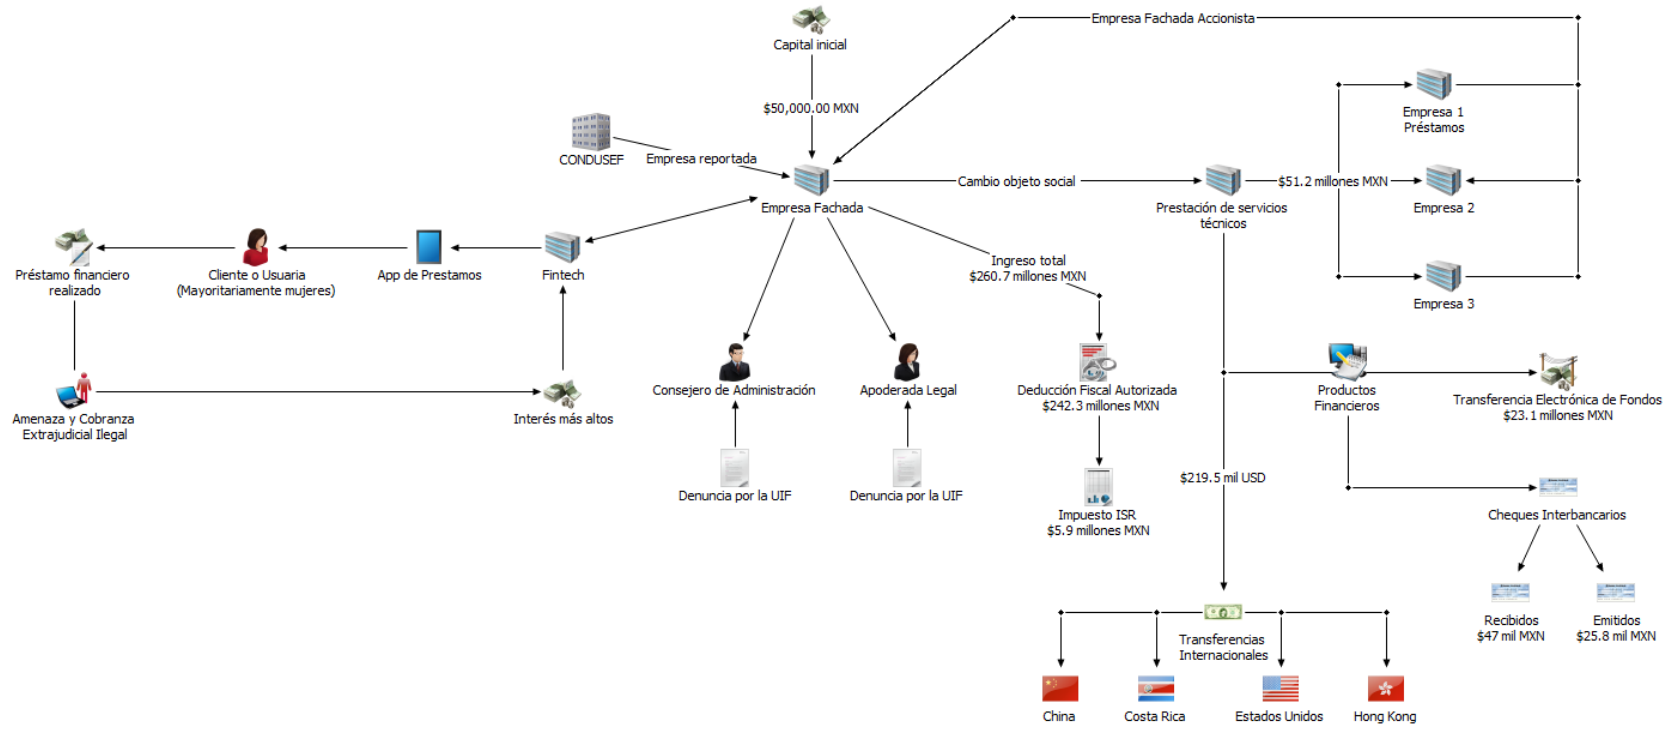 Empresa Fachada Accionista
Capital inicial
$50,000.00 MXN
Empresa 1
Préstamos
CONDUSEF
Empresa reportada
Cambio objeto social
$51.2 millones MXN
Empresa Fachada
Prestación de servicios
técnicos
Empresa 2
Préstamo financiero
realizado
Cliente o Usuaria
(Mayoritariamente mujeres)
App de Prestamos
Fintech
Ingreso total
$260.7 millones MXN
Empresa 3
Consejero de Administración
Apoderada Legal
Deducción Fiscal Autorizada
$242.3 millones MXN
Productos
Financieros
Transferencia Electrónica de Fondos
$23.1 millones MXN
Amenaza y Cobranza
Extrajudicial Ilegal
Interés más altos
$219.5 mil USD
Denuncia por la UIF
Denuncia por la UIF
Impuesto ISR
$5.9 millones MXN
Cheques Interbancarios
Recibidos
$47 mil MXN
Emitidos
$25.8 mil MXN
Transferencias
Internacionales
China
Costa Rica
Estados Unidos
Hong Kong